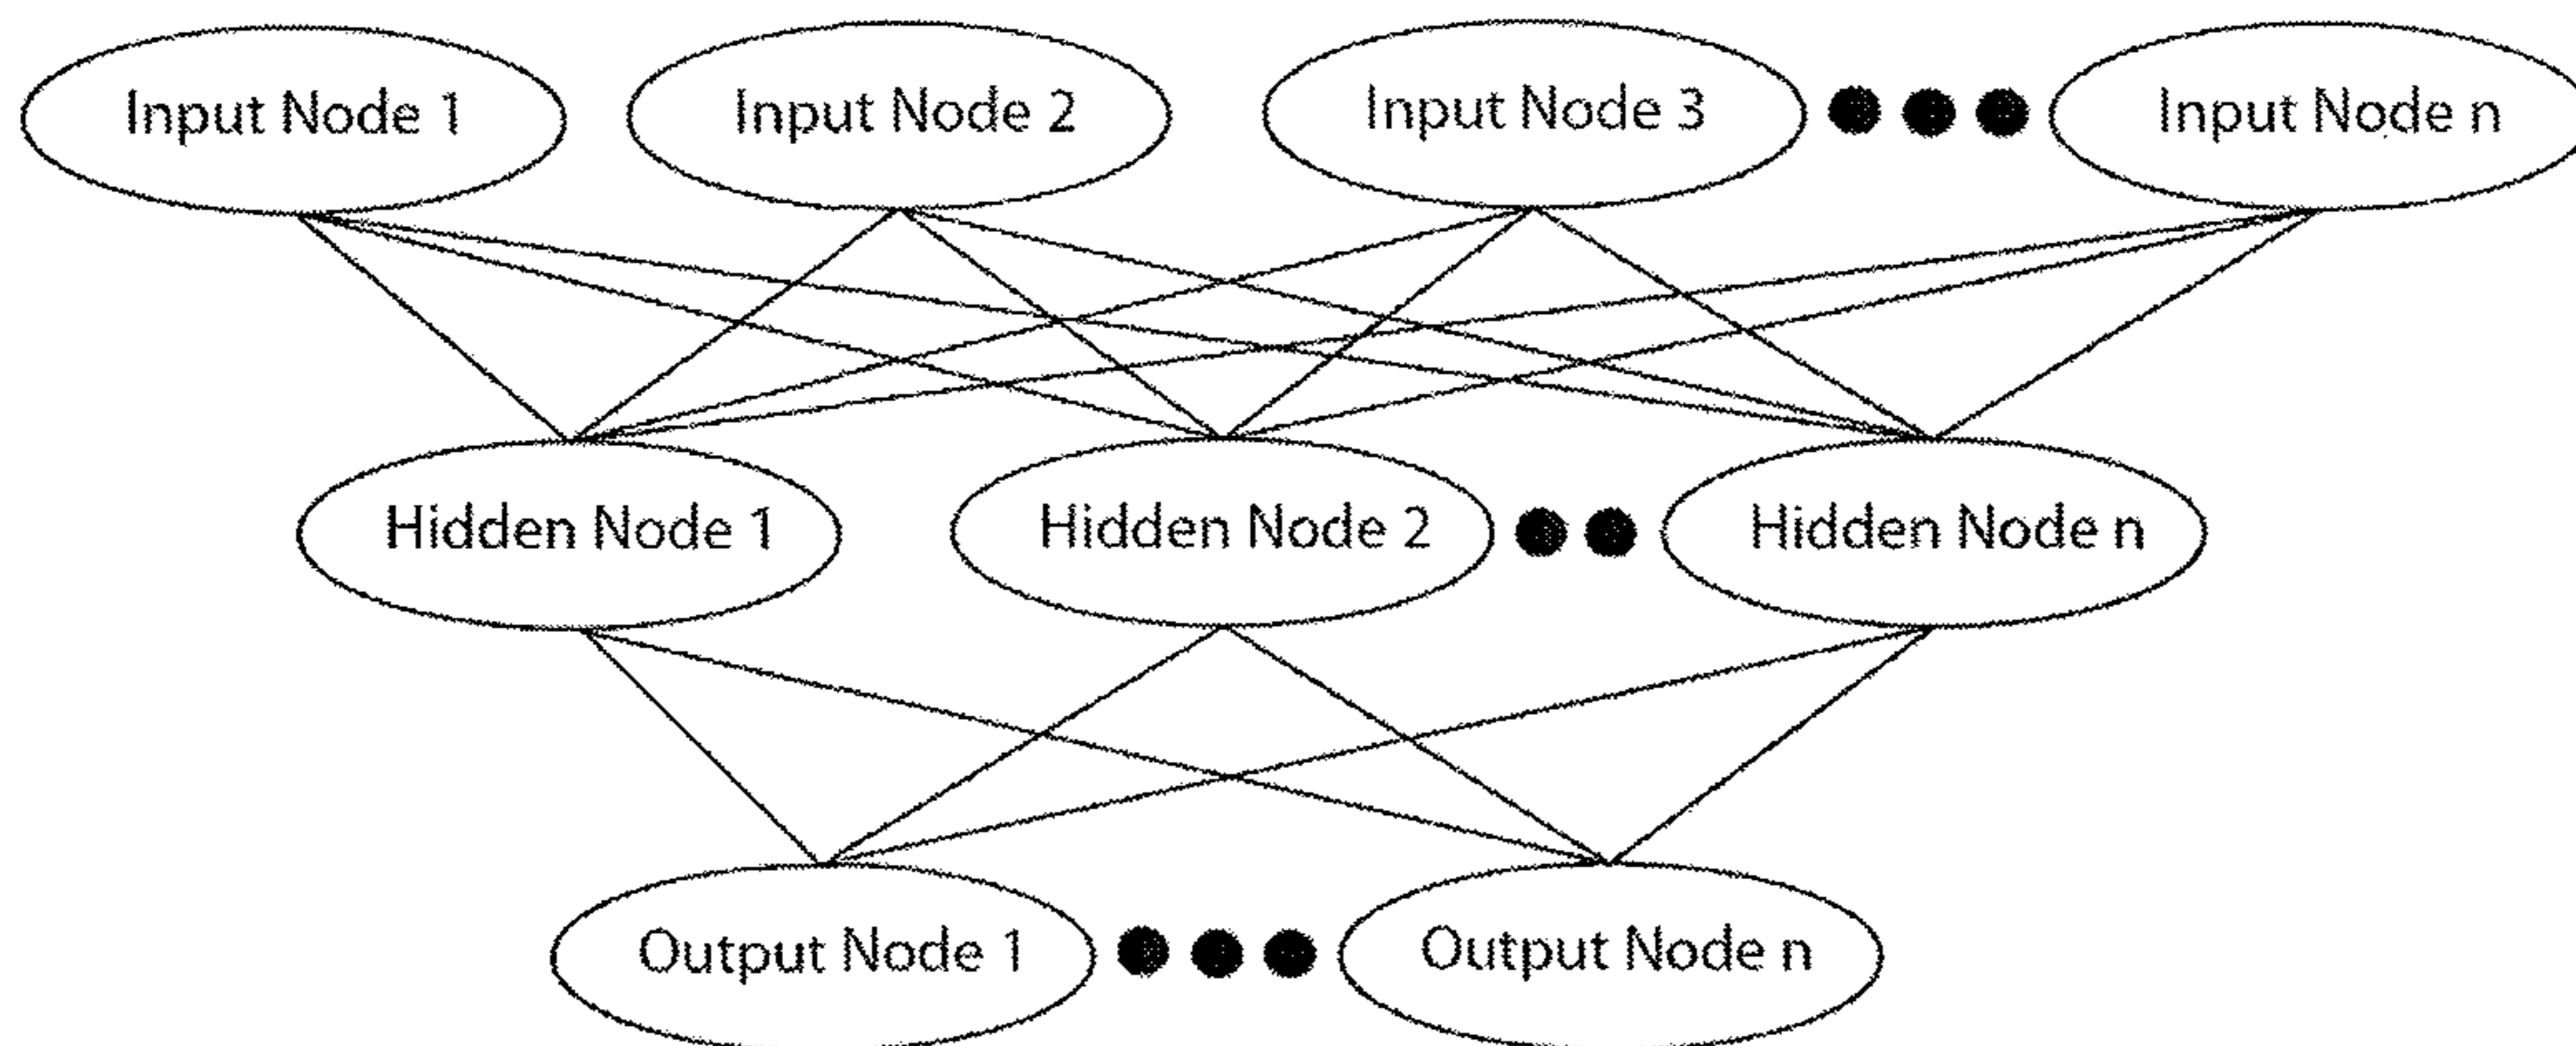 Input Node 1 Input Node 2 Input Node 3 Input Node n
Hidden Node 1 Hidden Node 2 Hidden Node n
Output Node 1 Output Node n